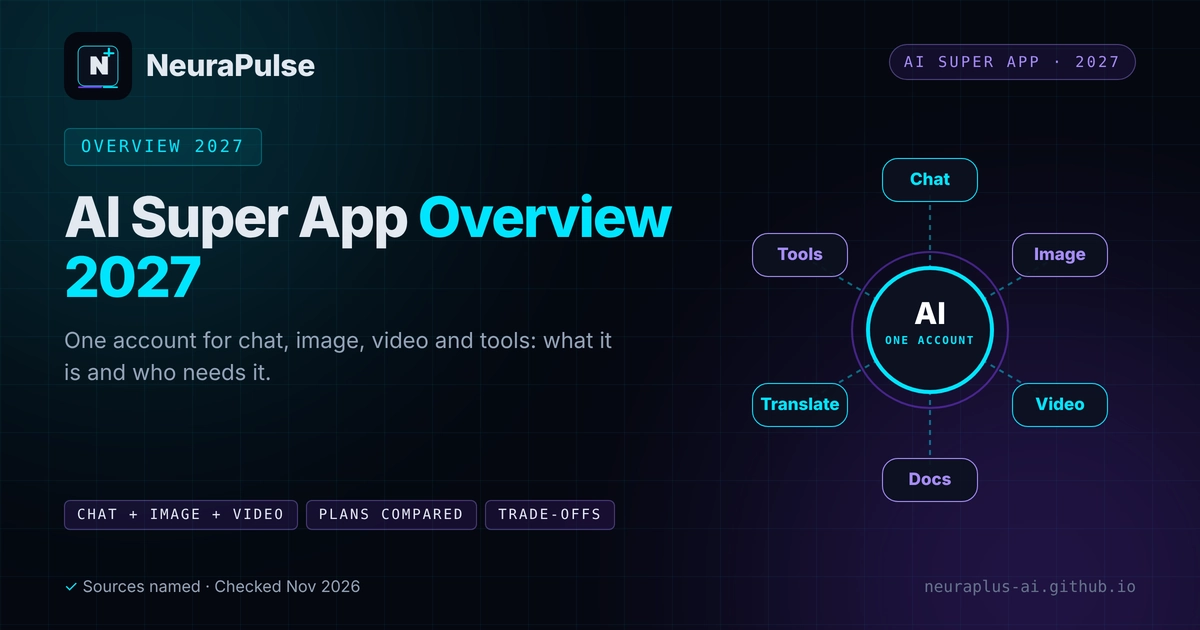 N
NeuraPulse
AI SUPER APP · 2027
OVERVIEW 2027
AI Super App Overview
2027
One account for chat, image, video and tools: what it
is and who needs it.
Chat
Tools
Image
AI
ONE ACCOUNT
Translate
Video
Docs
CHAT + IMAGE + VIDEO
PLANS COMPARED
TRADE-OFFS
✓ Sources named · Checked Nov 2026
neuraplus-ai.github.io